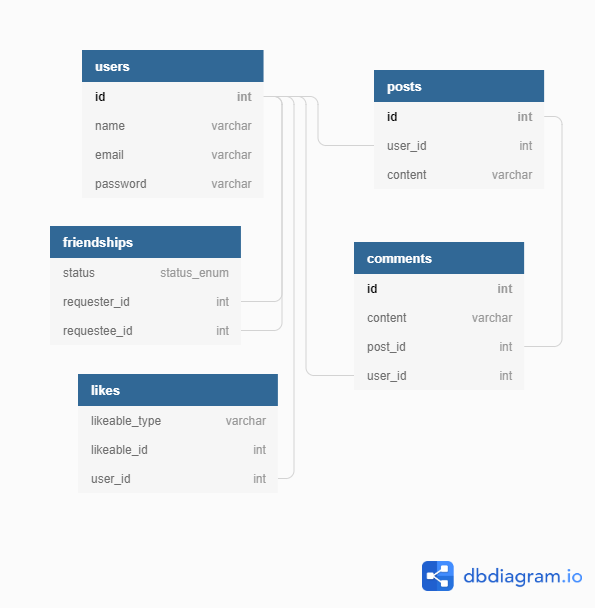 users
id int
name varchar
email varchar
password varchar
posts
id int
user_id int
content varchar
friendships
status status_enum
requester_id int
requestee_id int
comments
id int
content varchar
post_id int
user_id int
likes
likeable_type varchar
likeable_id int
user_id int
dbdiagram.io